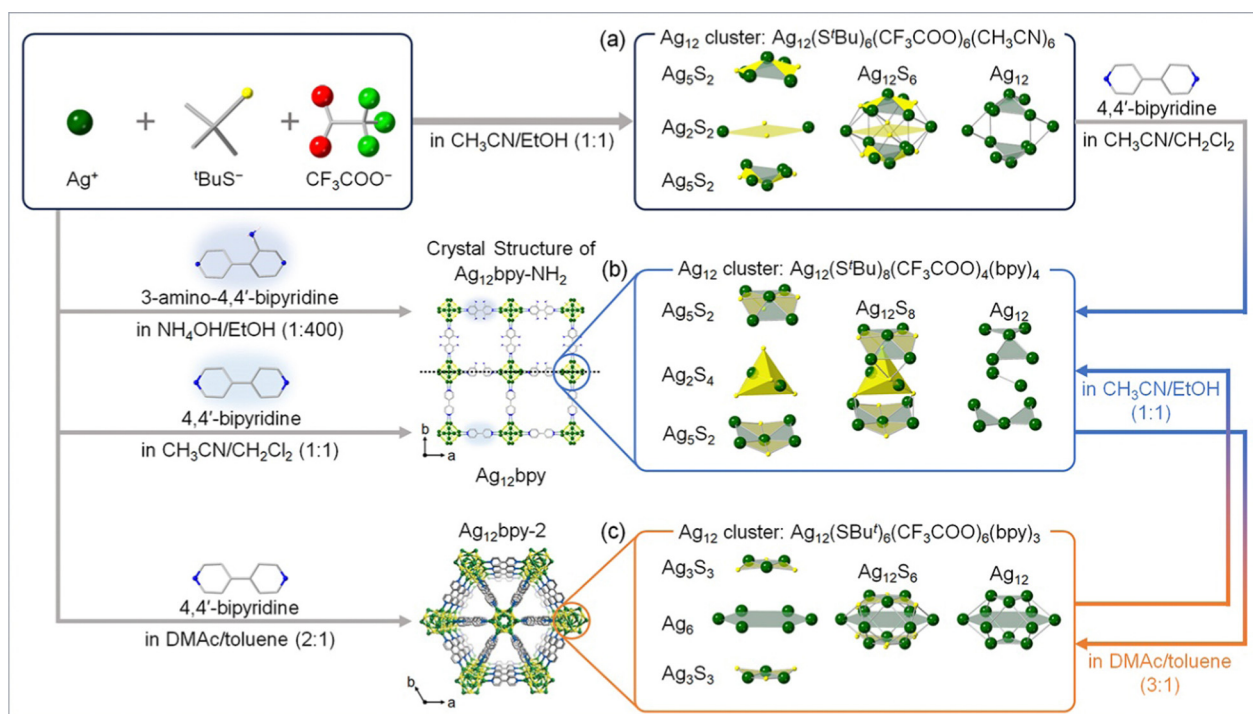 (a)
Ag₁₂ cluster: Ag₁₂(SᵗBu)₆(CF₃COO)₆(CH₃CN)₆
Ag₅S₂
Ag₁₂S₆
Ag₁₂
Ag₂S₂
Ag₅S₂
Ag⁺
ᵗBuS⁻
CF₃COO⁻
+
+
in CH₃CN/EtOH (1:1)
4,4′-bipyridine
in CH₃CN/CH₂Cl₂
3-amino-4,4′-bipyridine
in NH₄OH/EtOH (1:400)
4,4′-bipyridine
in CH₃CN/CH₂Cl₂ (1:1)
Crystal Structure of
Ag₁₂bpy-NH₂
b
a
Ag₁₂bpy
(b)
Ag₁₂ cluster: Ag₁₂(SᵗBu)₈(CF₃COO)₄(bpy)₄
Ag₅S₂
Ag₁₂S₈
Ag₁₂
Ag₂S₄
Ag₅S₂
in CH₃CN/EtOH
(1:1)
4,4′-bipyridine
in DMAc/toluene (2:1)
Ag₁₂bpy-2
b
a
(c)
Ag₁₂ cluster: Ag₁₂(SBuᵗ)₆(CF₃COO)₆(bpy)₃
Ag₃S₃
Ag₁₂S₆
Ag₁₂
Ag₆
Ag₃S₃
in DMAc/toluene
(3:1)